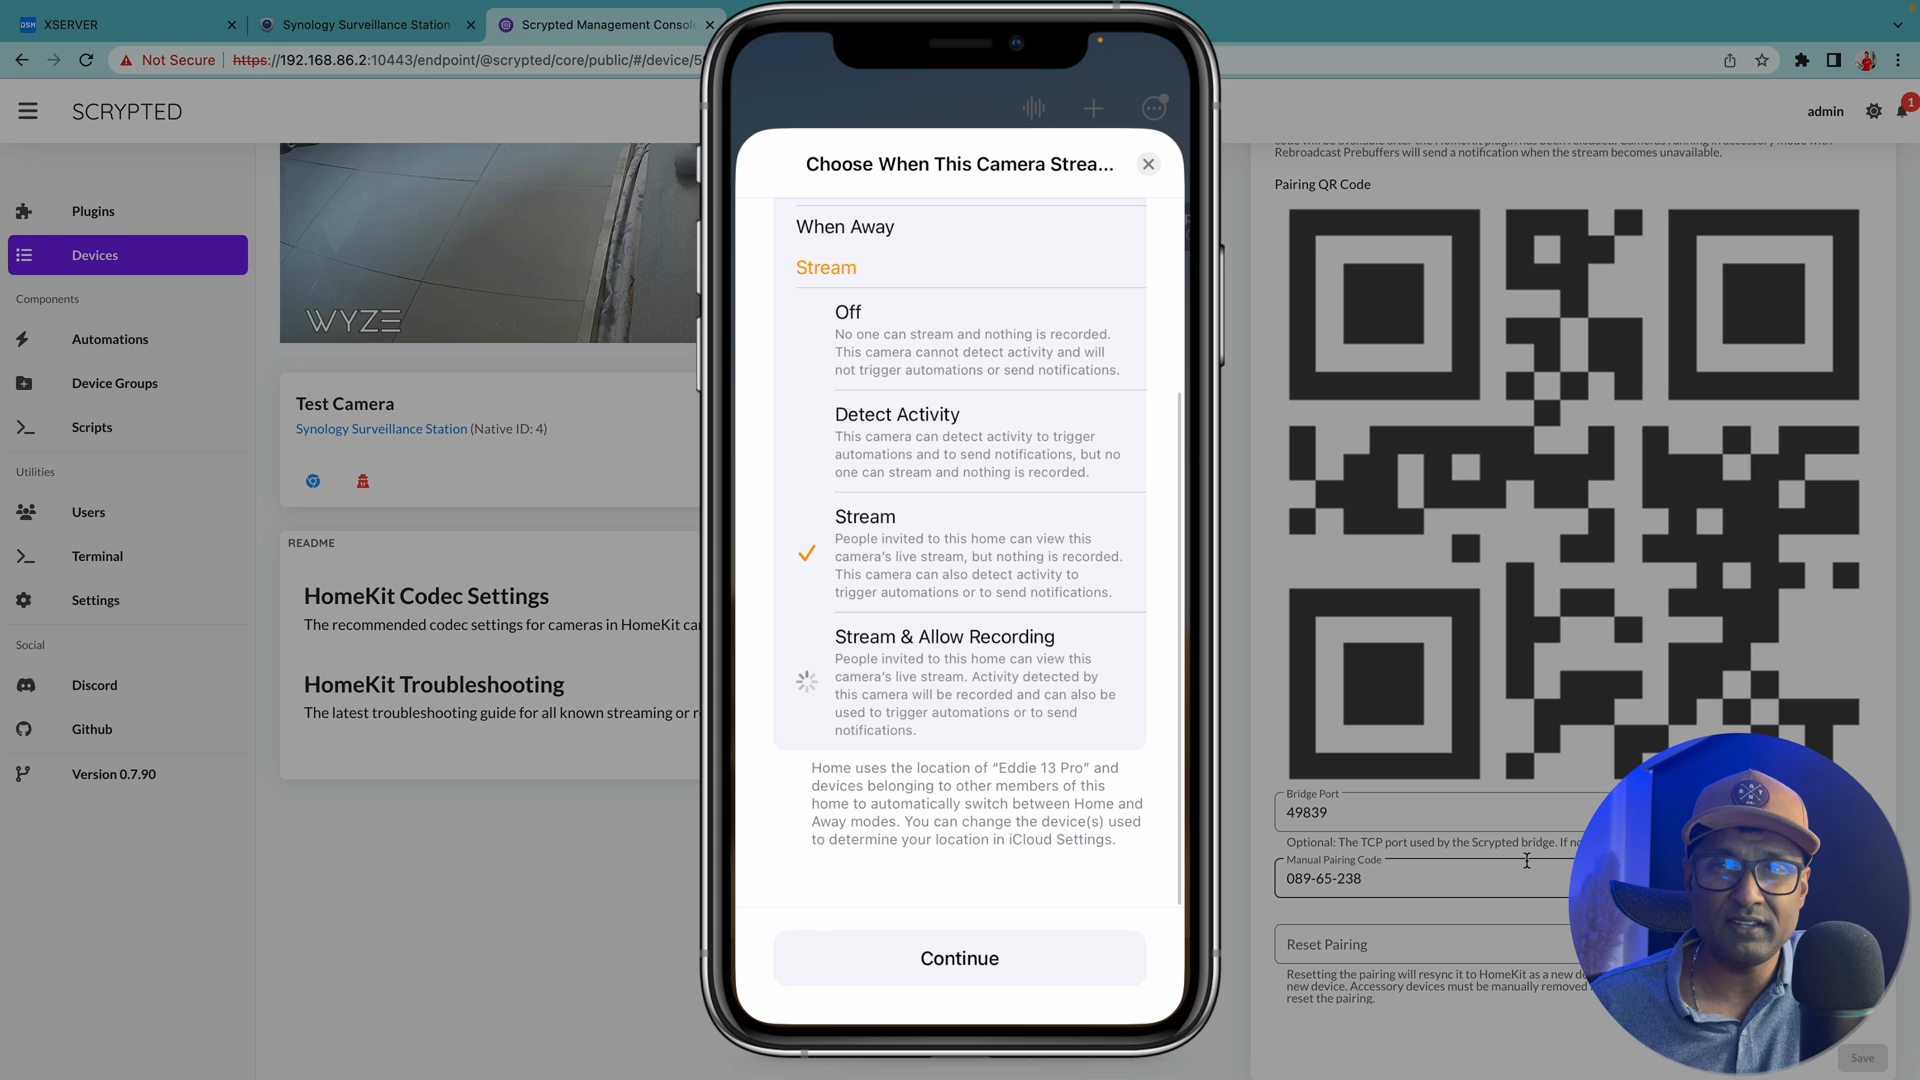 DSM XSERVER
Synology Surveillance Station
Scrypted Management Consol
Not Secure
https://192.168.86.2:10443/endpoint/@scrypted/core/public/#/device/5
SCRYPTED
admin
1
Plugins
Devices
Components
Automations
Device Groups
Scripts
Utilities
Users
Terminal
Settings
Social
Discord
Github
Version 0.7.90
WYZE
Test Camera
Synology Surveillance Station (Native ID: 4)
README
HomeKit Codec Settings
The recommended codec settings for cameras in HomeKit ca
HomeKit Troubleshooting
The latest troubleshooting guide for all known streaming or r
Choose When This Camera Strea...
When Away
Stream
Off
No one can stream and nothing is recorded.
This camera cannot detect activity and will
not trigger automations or send notifications.
Detect Activity
This camera can detect activity to trigger
automations and to send notifications, but no
one can stream and nothing is recorded.
Stream
People invited to this home can view this
camera's live stream, but nothing is recorded.
This camera can also detect activity to
trigger automations or to send notifications.
Stream & Allow Recording
People invited to this home can view this
camera's live stream. Activity detected by
this camera will be recorded and can also be
used to trigger automations or to send
notifications.
Home uses the location of “Eddie 13 Pro” and
devices belonging to other members of this
home to automatically switch between Home and
Away modes. You can change the device(s) used
to determine your location in iCloud Settings.
Continue
Rebroadcast Prebuffers will send a notification when the stream becomes unavailable.
Pairing QR Code
Bridge Port
49839
Optional: The TCP port used by the Scrypted bridge. If no
Manual Pairing Code
089-65-238
Reset Pairing
Resetting the pairing will resync it to HomeKit as a new de
new device. Accessory devices must be manually removed
reset the pairing.
Save